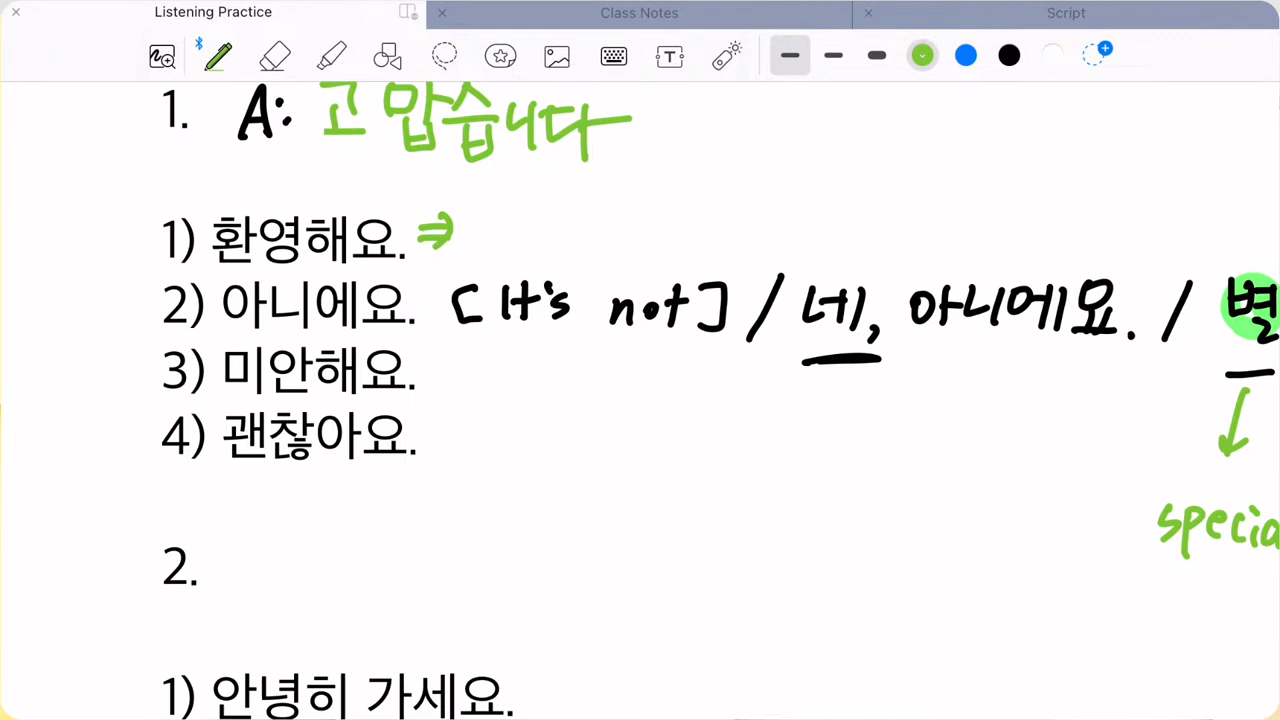 Listening Practice
Class Notes
Script
1. A: 고맙습니다
1) 환영해요. ⇒
2) 아니에요. [It's not] / 네, 아니에요. / 별
3) 미안해요.
4) 괜찮아요.
specia
2.
1) 안녕히 가세요.